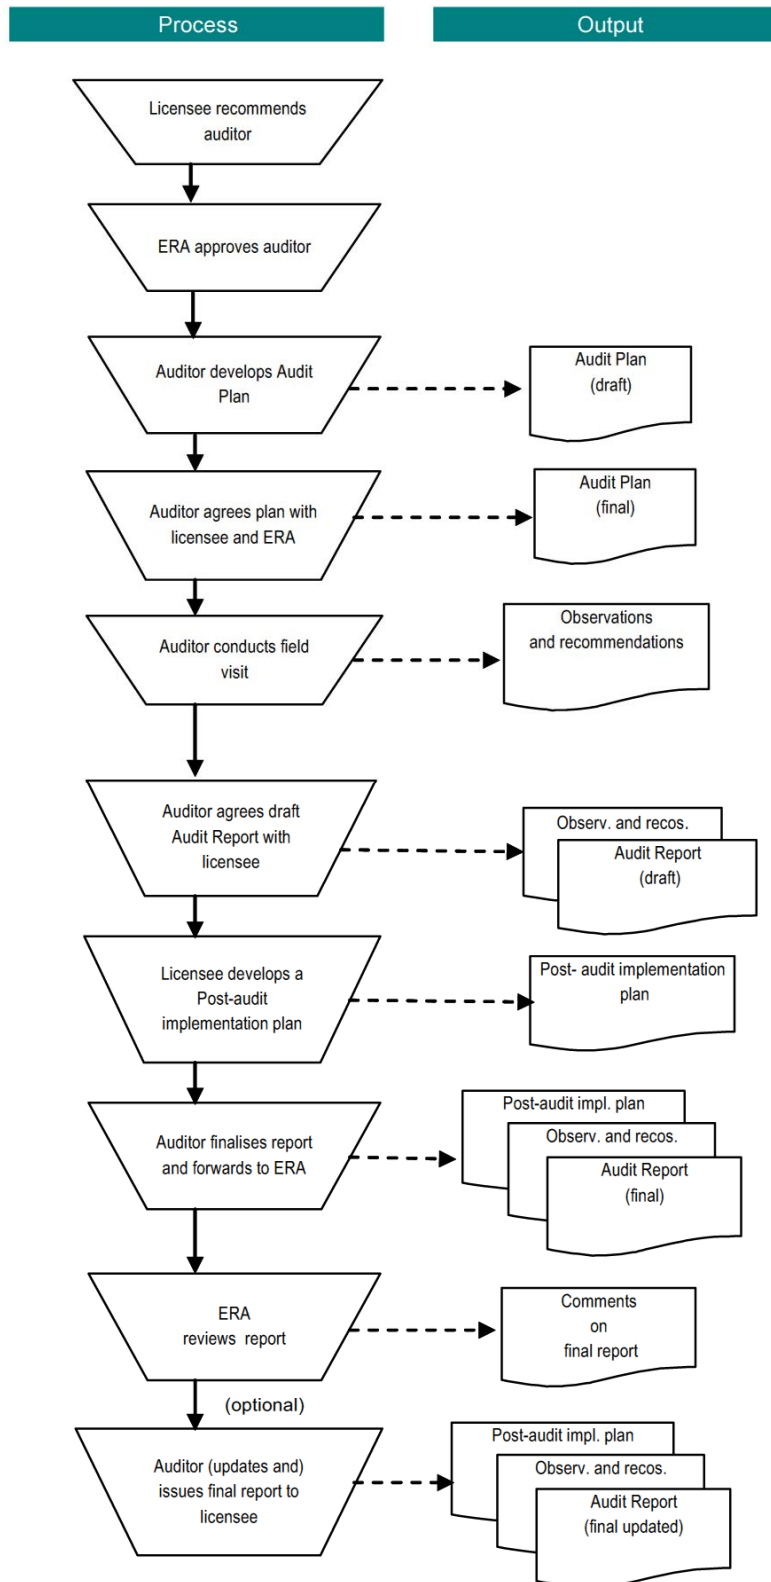 Process
Output
Licensee recommends
auditor
ERA approves auditor
Auditor develops Audit
Plan
Audit Plan
(draft)
Auditor agrees plan with
licensee and ERA
Audit Plan
(final)
Auditor conducts field
visit
Observations
and recommendations
Auditor agrees draft
Audit Report with
licensee
Observ. and recos.
Audit Report
(draft)
Licensee develops a
Post-audit
implementation plan
Post- audit implementation
plan
Auditor finalises report
and forwards to ERA
Post-audit impl. plan
Observ. and recos.
Audit Report
(final)
ERA
reviews report
Comments
on
final report
(optional)
Auditor (updates and)
issues final report to
licensee
Post-audit impl. plan
Observ. and recos.
Audit Report
(final updated)